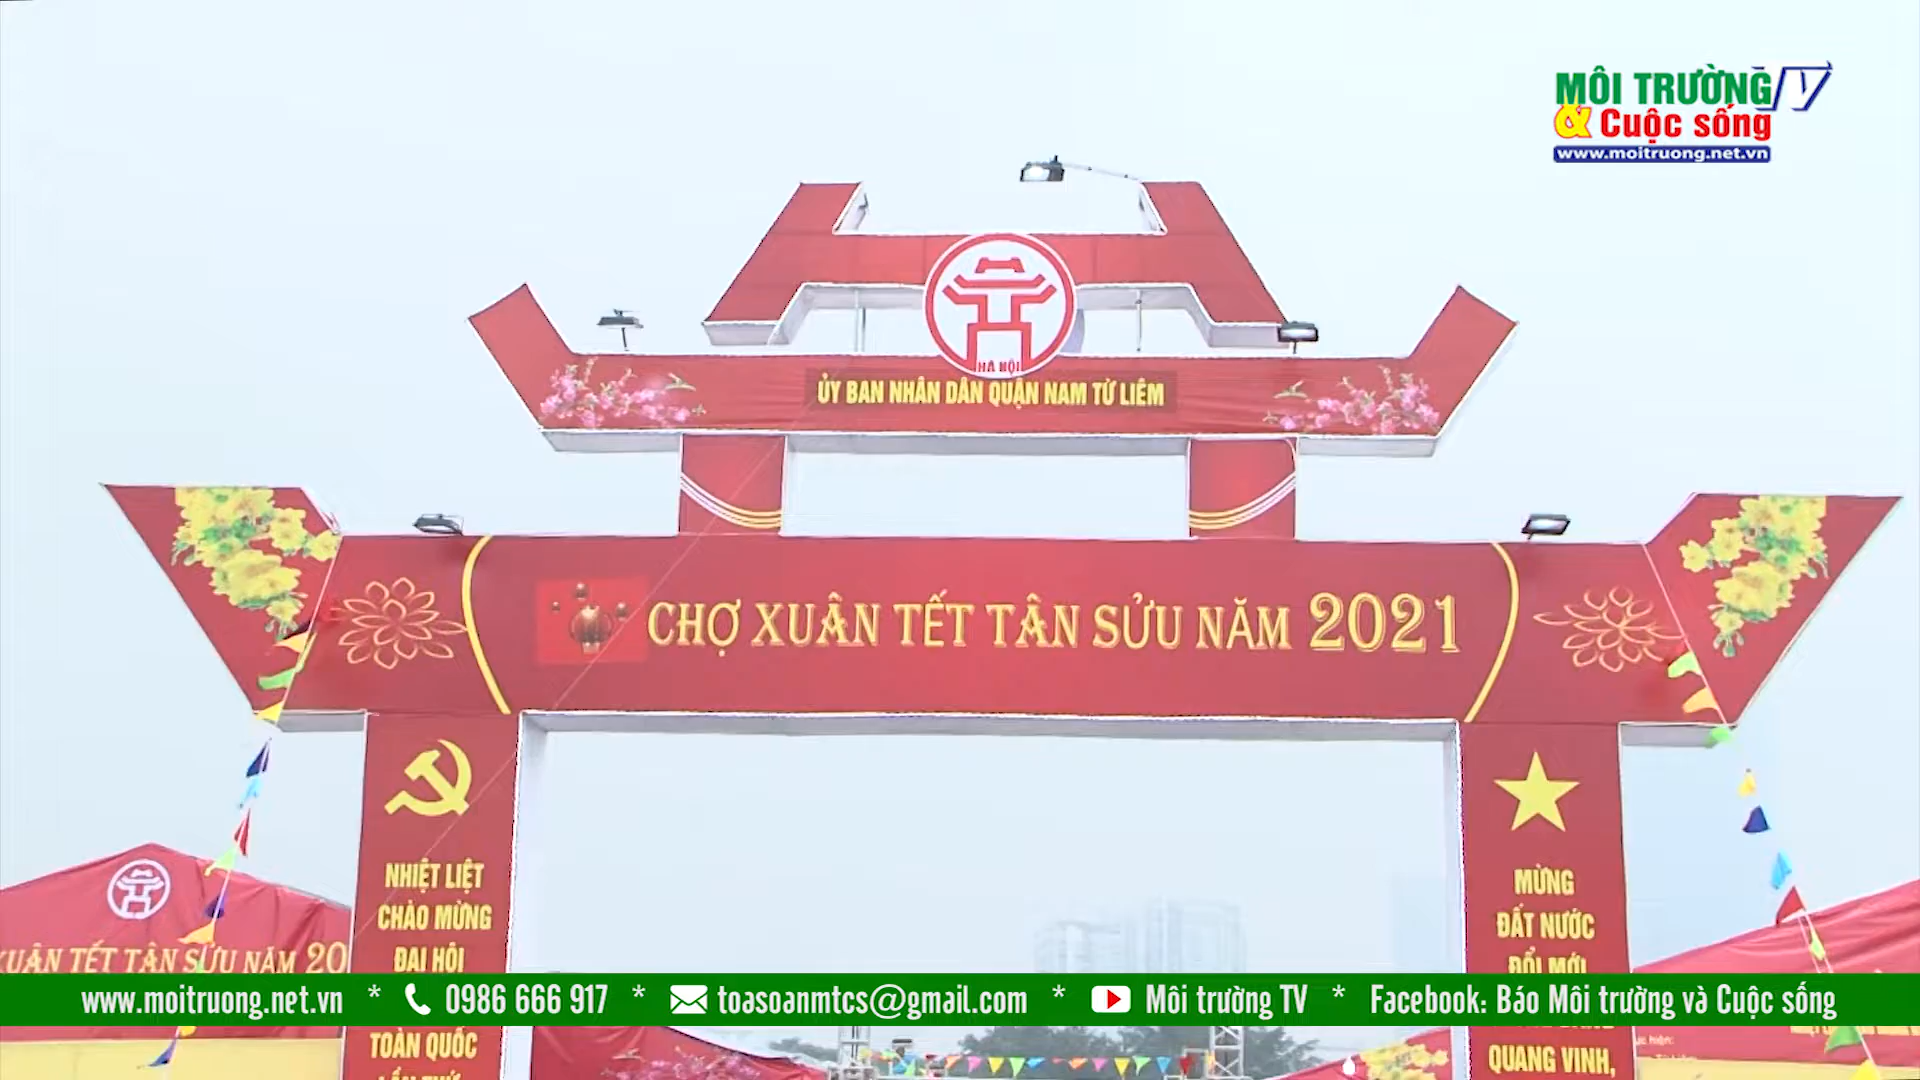 MÔI TRƯỜNG TV
& Cuộc sống
www.moitruong.net.vn
HÀ NỘI
ỦY BAN NHÂN DÂN QUẬN NAM TỪ LIÊM
CHỢ XUÂN TẾT TÂN SỬU NĂM 2021
NHIỆT LIỆT
CHÀO MỪNG
ĐẠI HỘI
TOÀN QUỐC
LẦN THỨ
MỪNG
ĐẤT NƯỚC
ĐỔI MỚI
QUANG VINH,
XUÂN TẾT TÂN SỬU NĂM 20
www.moitruong.net.vn * 0986 666 917 * toasoanmtcs@gmail.com * Môi trường TV * Facebook: Báo Môi trường và Cuộc sống